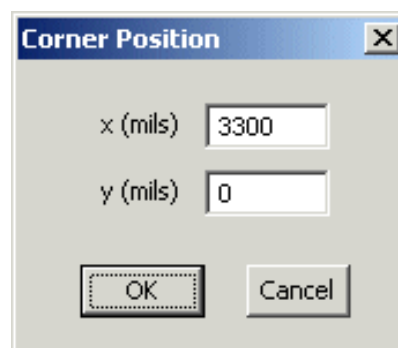 Corner Position
x (mils) 3300
y (mils) 0
OK Cancel